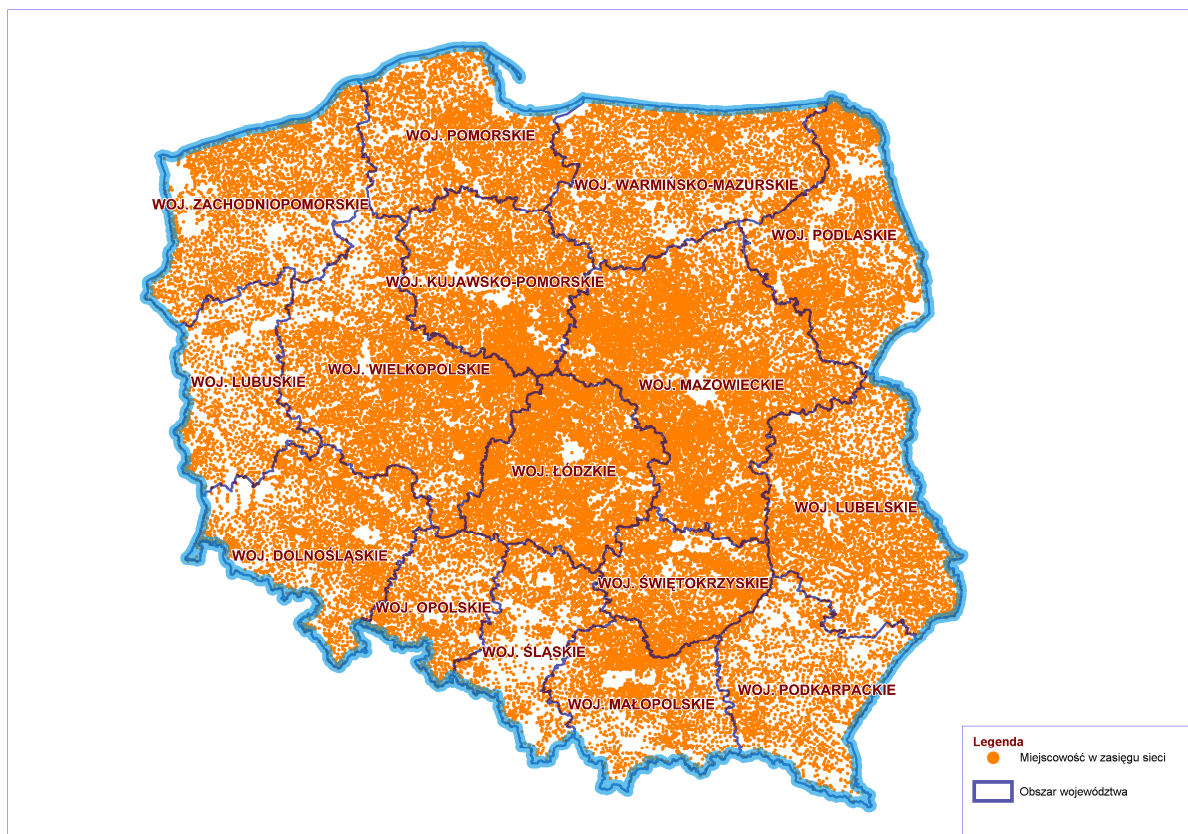 WOJ. POMORSKIE
WOJ. WARMIŃSKO-MAZURSKIE
WOJ. ZACHODNIOPOMORSKIE
WOJ. PODLASKIE
WOJ. KUJAWSKO-POMORSKIE
WOJ. WIELKOPOLSKIE
WOJ. LUBUSKIE
WOJ. MAZOWIECKIE
WOJ. ŁÓDZKIE
WOJ. LUBELSKIE
WOJ. DOLNOŚLĄSKIE
WOJ. ŚWIĘTOKRZYSKIE
WOJ. OPOLSKIE
WOJ. ŚLĄSKIE
WOJ. PODKARPACKIE
WOJ. MAŁOPOLSKIE
Legenda
Miejscowość w zasięgu sieci
Obszar województwa